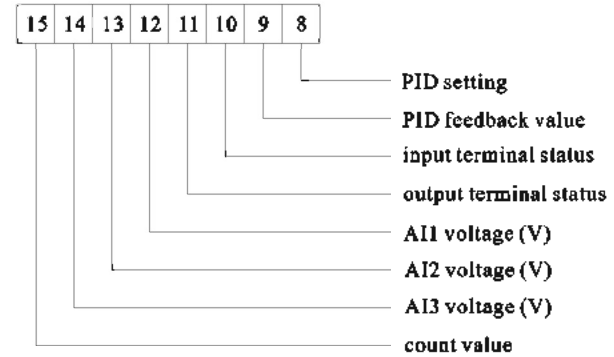 15 14 13 12 11 10 9 8
PID setting
PID feedback value
input terminal status
output terminal status
AI1 voltage (V)
AI2 voltage (V)
AI3 voltage (V)
count value